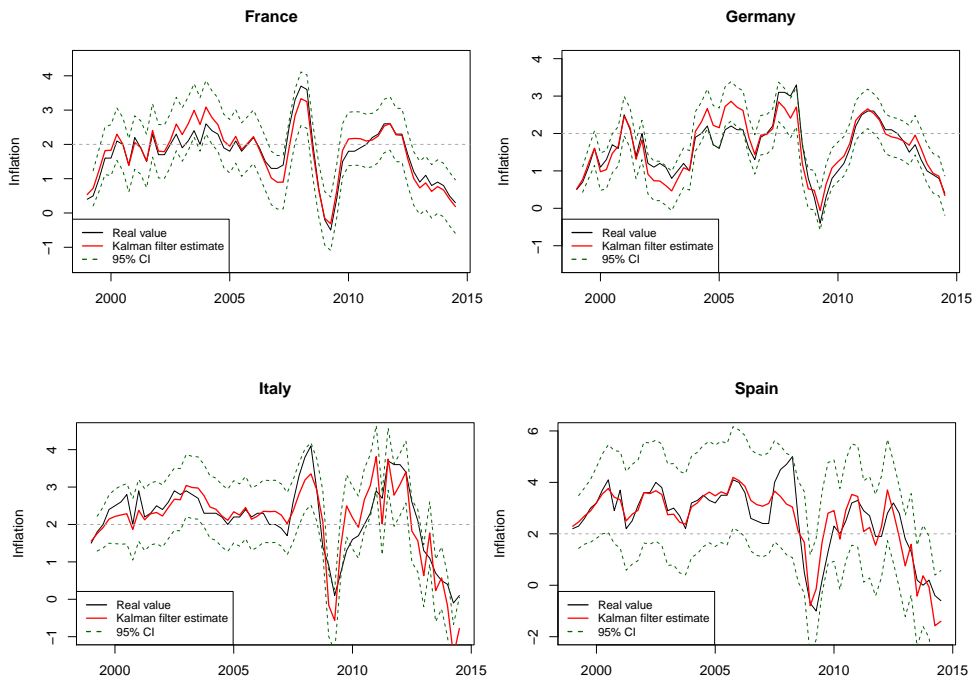 France
Inflation
4
3
2
1
0
−1
Real value
Kalman filter estimate
95% CI
2000 2005 2010 2015
Germany
Inflation
4
3
2
1
0
−1
Real value
Kalman filter estimate
95% CI
2000 2005 2010 2015
Italy
Inflation
4
3
2
1
0
−1
Real value
Kalman filter estimate
95% CI
2000 2005 2010 2015
Spain
Inflation
6
4
2
0
−2
Real value
Kalman filter estimate
95% CI
2000 2005 2010 2015